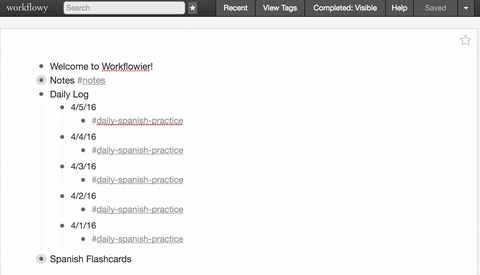 workflowy Search Recent View Tags Completed: Visible Help Saved
Welcome to Workflowier!
Notes #notes
Daily Log
4/5/16
#daily-spanish-practice
4/4/16
#daily-spanish-practice
4/3/16
#daily-spanish-practice
4/2/16
#daily-spanish-practice
4/1/16
#daily-spanish-practice
Spanish Flashcards